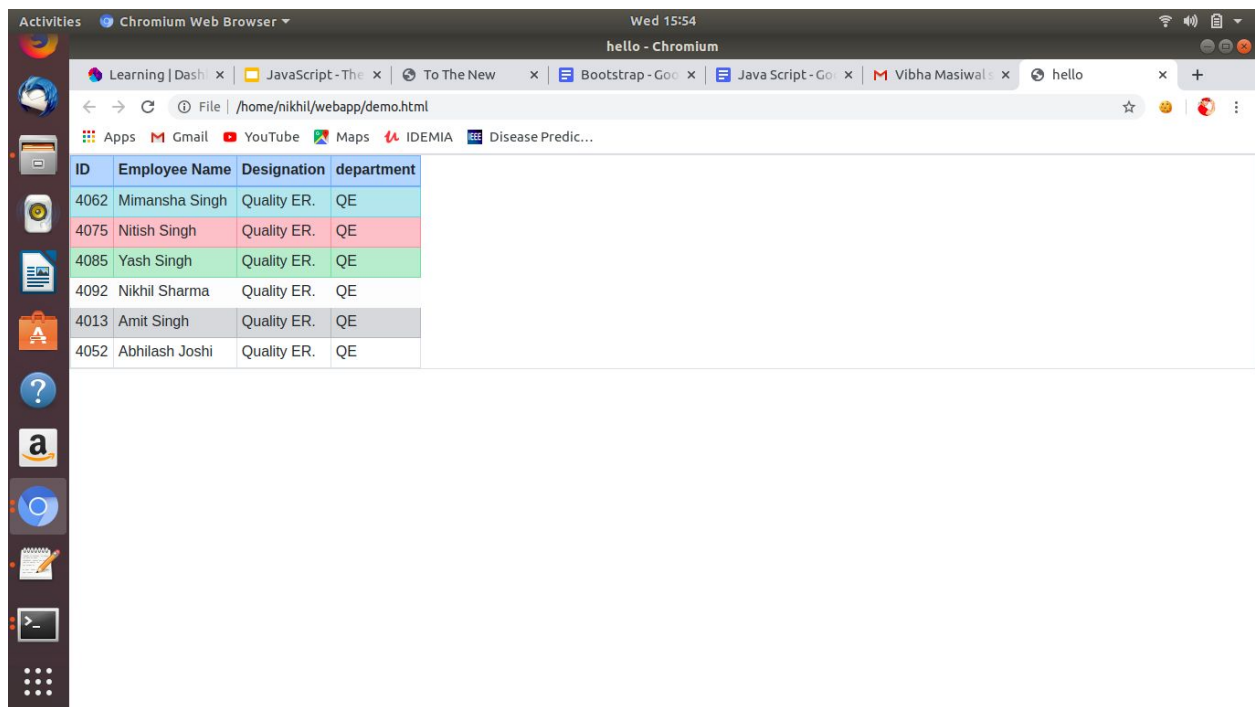 Activities Chromium Web Browser Wed 15:54
hello - Chromium
Learning | Dash JavaScript - The To The New Bootstrap - Goo Java Script - Go Vibha Masiwal s hello
File /home/nikhil/webapp/demo.html
Apps Gmail YouTube Maps IDEMIA IEEE Disease Predic...
ID Employee Name Designation department
4062 Mimansha Singh Quality ER. QE
4075 Nitish Singh Quality ER. QE
4085 Yash Singh Quality ER. QE
4092 Nikhil Sharma Quality ER. QE
4013 Amit Singh Quality ER. QE
4052 Abhilash Joshi Quality ER. QE